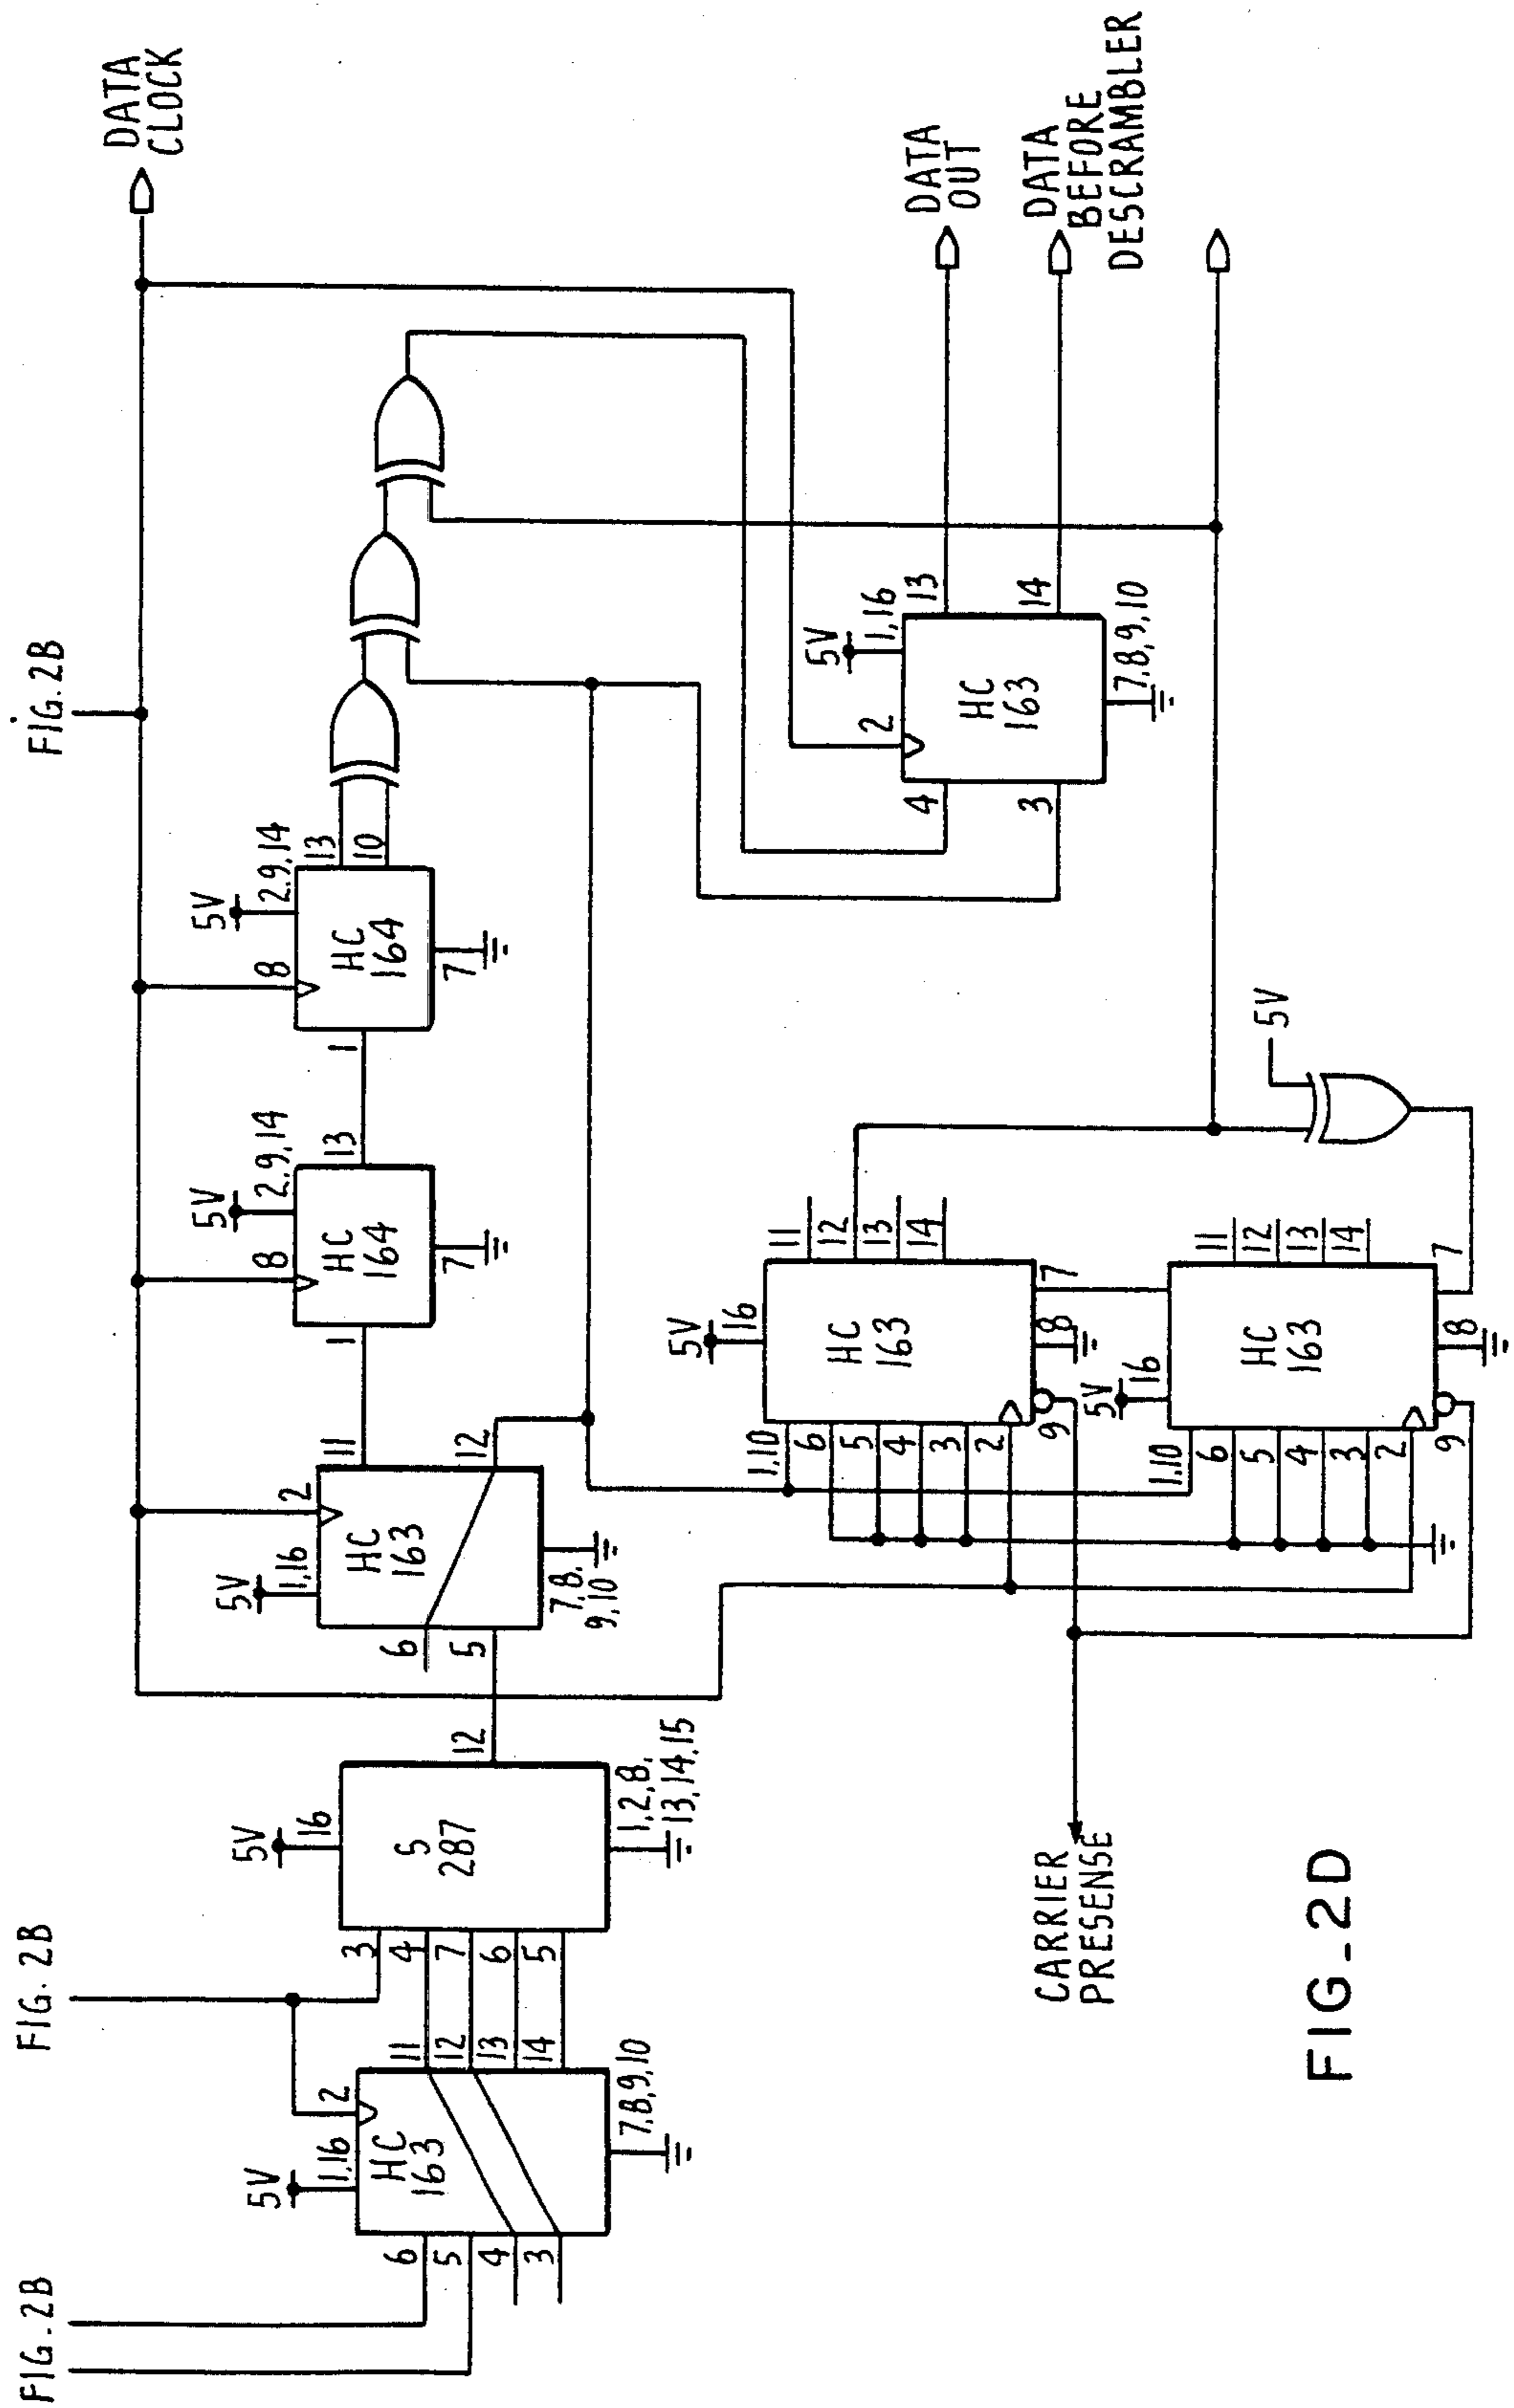 FIG. 2B
FIG. 2B
FIG. 2B
DATA
CLOCK
5V
1,16
2
HC
163
6
5
4
3
11
12
13
14
7,8,9,10
5V
16
3
4
7
6
5
S
287
12
1,2,8,
13,14,15
5V
1,16
2
HC
163
6
5
11
12
7,8,
9,10
5V
2,9,14
8
HC
164
1
13
7
5V
2,9,14
8
HC
164
1
13
10
7
5V
1,16
2
HC
163
4
3
13
14
7,8,9,10
DATA
OUT
DATA
BEFORE
DESCRAMBLER
5V
16
HC
163
1,10
6
5
4
3
2
9
8
7
11
12
13
14
5V
16
HC
163
1,10
6
5
4
3
2
9
8
7
11
12
13
14
5V
CARRIER
PRESENSE
FIG_2D